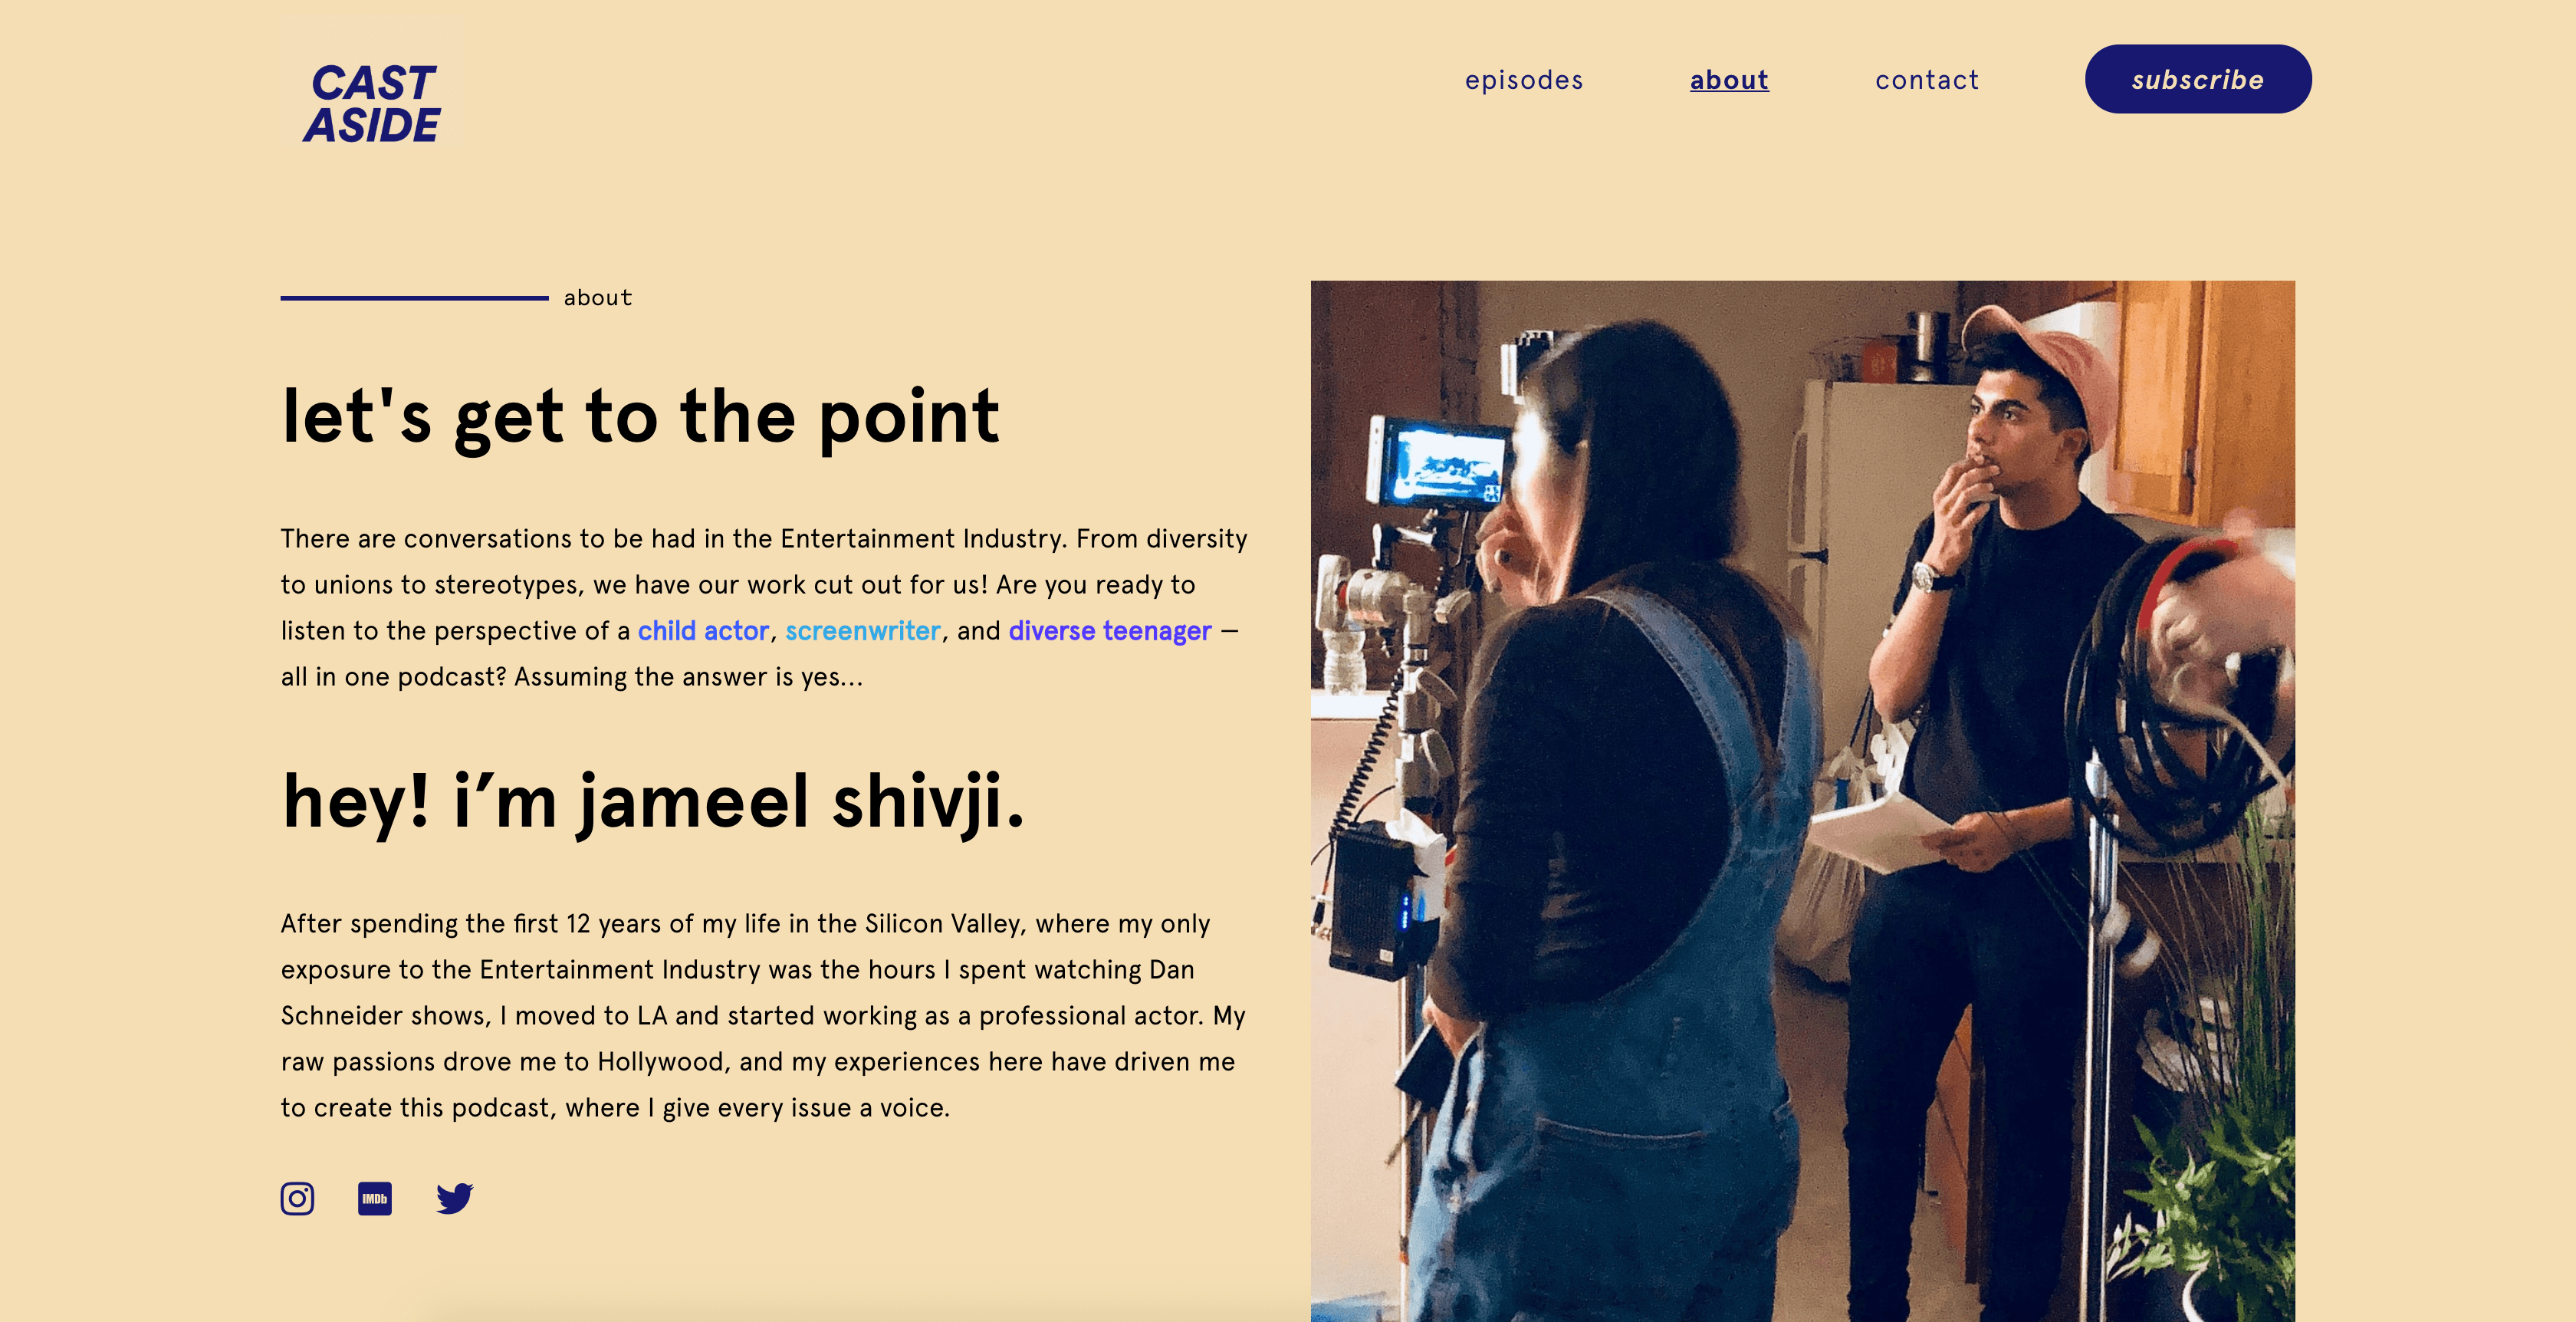 CAST
ASIDE
episodes
about
contact
subscribe
about
let's get to the point
There are conversations to be had in the Entertainment Industry. From diversity
to unions to stereotypes, we have our work cut out for us! Are you ready to
listen to the perspective of a child actor, screenwriter, and diverse teenager —
all in one podcast? Assuming the answer is yes...
hey! i’m jameel shivji.
After spending the first 12 years of my life in the Silicon Valley, where my only
exposure to the Entertainment Industry was the hours I spent watching Dan
Schneider shows, I moved to LA and started working as a professional actor. My
raw passions drove me to Hollywood, and my experiences here have driven me
to create this podcast, where I give every issue a voice.
IMDb